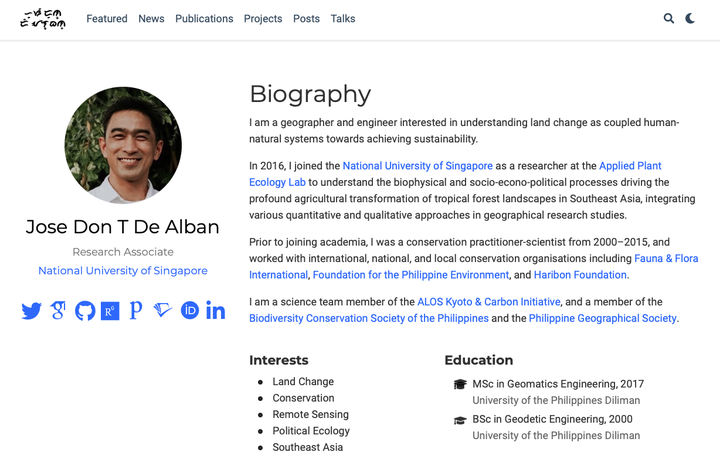 Featured News Publications Projects Posts Talks
Biography
I am a geographer and engineer interested in understanding land change as coupled human-
natural systems towards achieving sustainability.
In 2016, I joined the National University of Singapore as a researcher at the Applied Plant
Ecology Lab to understand the biophysical and socio-econo-political processes driving the
profound agricultural transformation of tropical forest landscapes in Southeast Asia, integrating
various quantitative and qualitative approaches in geographical research studies.
Prior to joining academia, I was a conservation practitioner-scientist from 2000–2015, and
worked with international, national, and local conservation organisations including Fauna & Flora
International, Foundation for the Philippine Environment, and Haribon Foundation.
I am a science team member of the ALOS Kyoto & Carbon Initiative, and a member of the
Biodiversity Conservation Society of the Philippines and the Philippine Geographical Society.
Jose Don T De Alban
Research Associate
National University of Singapore
Interests
Land Change
Conservation
Remote Sensing
Political Ecology
Southeast Asia
Education
MSc in Geomatics Engineering, 2017
University of the Philippines Diliman
BSc in Geodetic Engineering, 2000
University of the Philippines Diliman